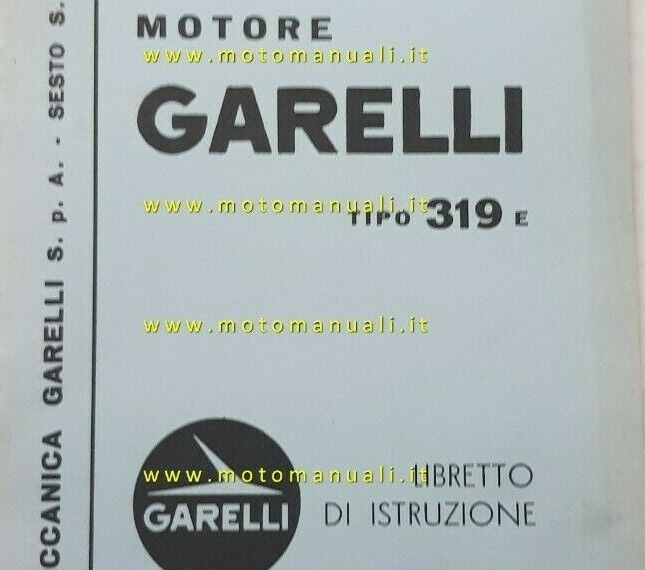 MOTORE
www.motomanuali.it
GARELLI
www.motomanuali.it
TIPO 319 E
www.motomanuali.it
www.motomanuali.it
LIBRETTO
DI ISTRUZIONE
GARELLI
CCANICA GARELLI S. p. A. - SESTO S.